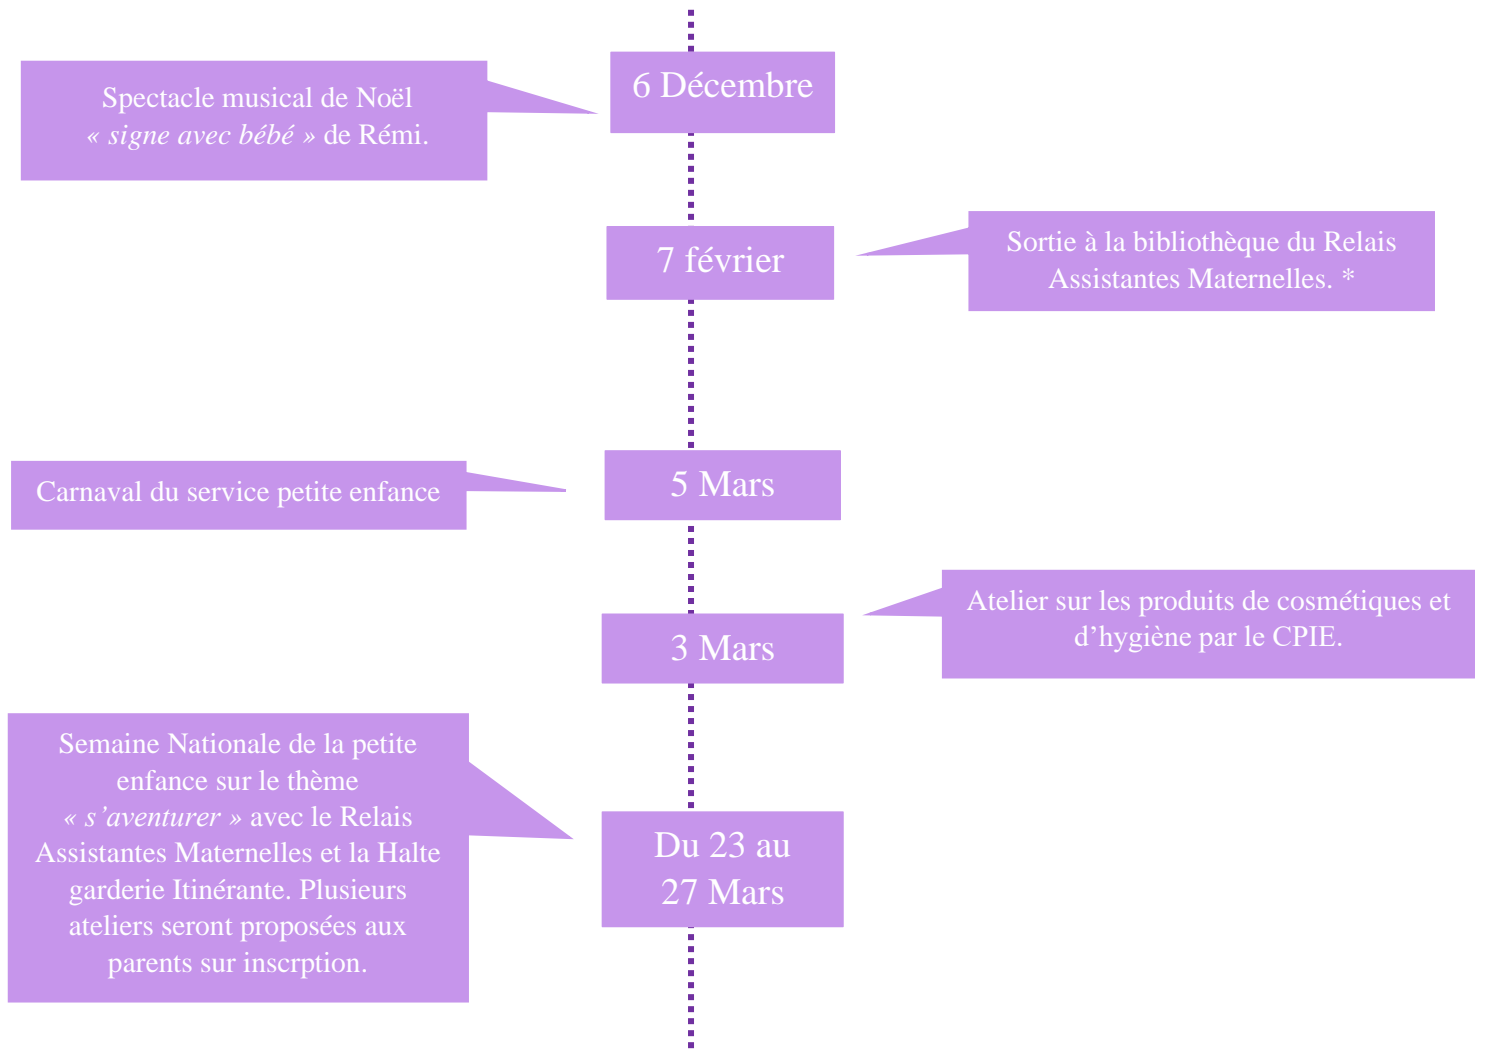 6 Décembre
Spectacle musical de Noël
« signe avec bébé » de Rémi.
7 février
Sortie à la bibliothèque du Relais
Assistantes Maternelles. *
5 Mars
Carnaval du service petite enfance
3 Mars
Atelier sur les produits de cosmétiques et
d’hygiène par le CPIE.
Du 23 au
27 Mars
Semaine Nationale de la petite
enfance sur le thème
« s’aventurer » avec le Relais
Assistantes Maternelles et la Halte
garderie Itinérante. Plusieurs
ateliers seront proposées aux
parents sur inscrption.